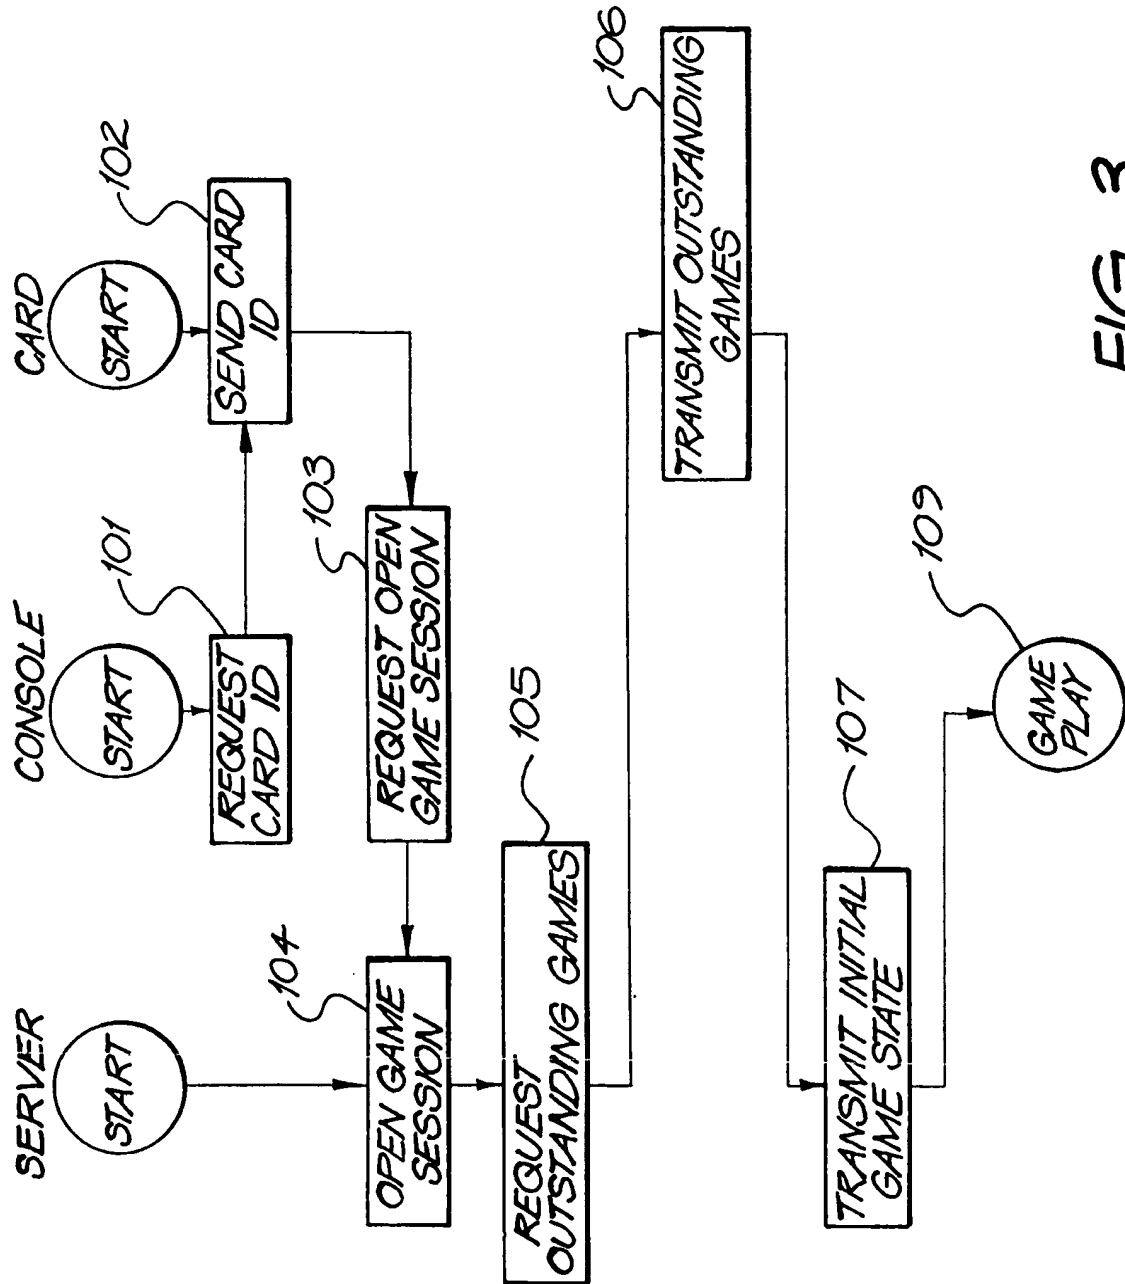 SERVER
CONSOLE
CARD
START
START
START
101
REQUEST
CARD ID
102
SEND CARD
ID
103
REQUEST OPEN
GAME SESSION
104
OPEN GAME
SESSION
105
REQUEST
OUTSTANDING GAMES
106
TRANSMIT OUTSTANDING
GAMES
107
TRANSMIT INITIAL
GAME STATE
109
GAME
PLAY
FIG 3